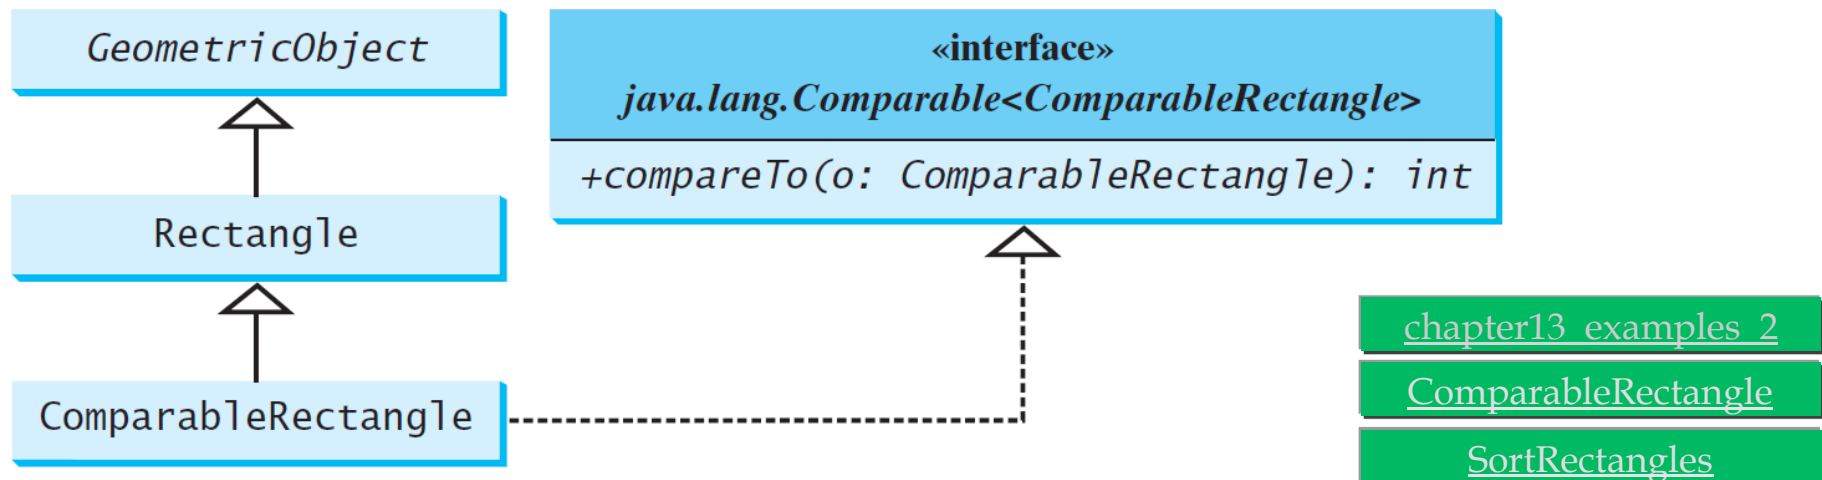 GeometricObject
«interface»
java.lang.Comparable<ComparableRectangle>
+compareTo(o: ComparableRectangle): int
Rectangle
ComparableRectangle
chapter13_examples_2
ComparableRectangle
SortRectangles